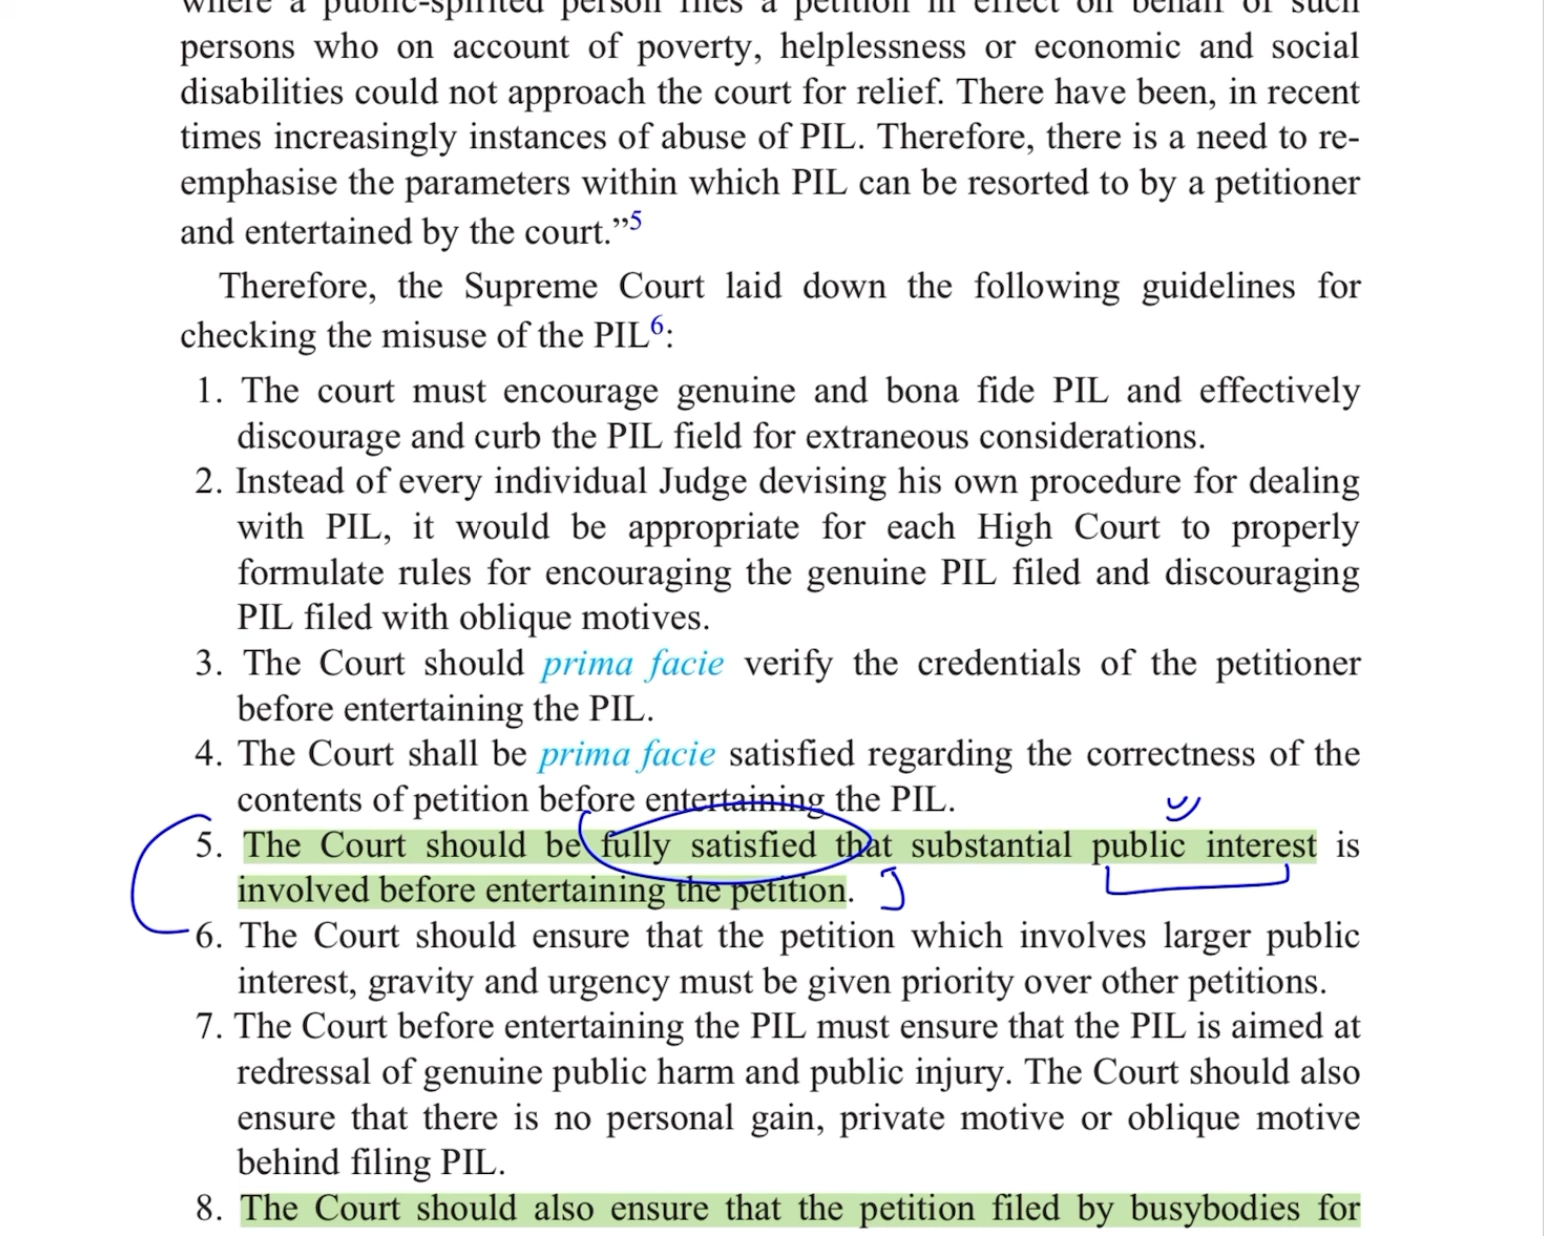 where a public-spirited person files a petition in effect on behalf of such
persons who on account of poverty, helplessness or economic and social
disabilities could not approach the court for relief. There have been, in recent
times increasingly instances of abuse of PIL. Therefore, there is a need to re-
emphasise the parameters within which PIL can be resorted to by a petitioner
and entertained by the court.”5
Therefore, the Supreme Court laid down the following guidelines for
checking the misuse of the PIL6:
1. The court must encourage genuine and bona fide PIL and effectively
discourage and curb the PIL field for extraneous considerations.
2. Instead of every individual Judge devising his own procedure for dealing
with PIL, it would be appropriate for each High Court to properly
formulate rules for encouraging the genuine PIL filed and discouraging
PIL filed with oblique motives.
3. The Court should prima facie verify the credentials of the petitioner
before entertaining the PIL.
4. The Court shall be prima facie satisfied regarding the correctness of the
contents of petition before entertaining the PIL.
5. The Court should be fully satisfied that substantial public interest is
involved before entertaining the petition.
6. The Court should ensure that the petition which involves larger public
interest, gravity and urgency must be given priority over other petitions.
7. The Court before entertaining the PIL must ensure that the PIL is aimed at
redressal of genuine public harm and public injury. The Court should also
ensure that there is no personal gain, private motive or oblique motive
behind filing PIL.
8. The Court should also ensure that the petition filed by busybodies for